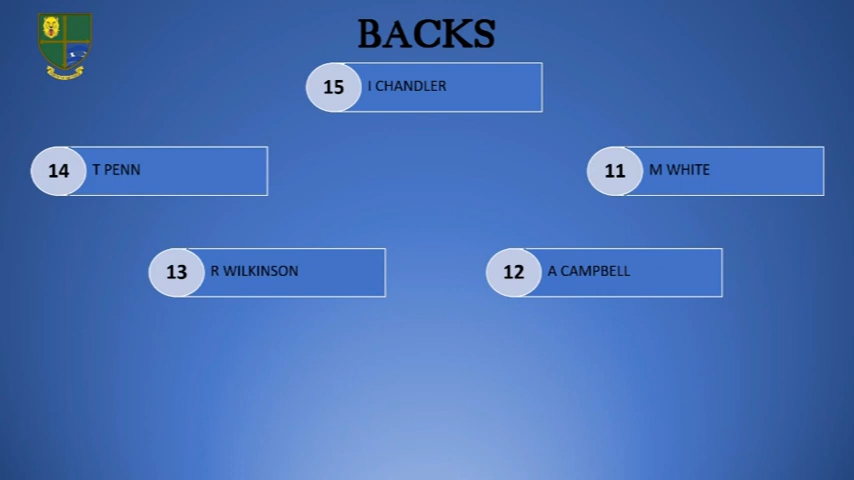 BACKS
15 I CHANDLER
14 T PENN
11 M WHITE
13 R WILKINSON
12 A CAMPBELL